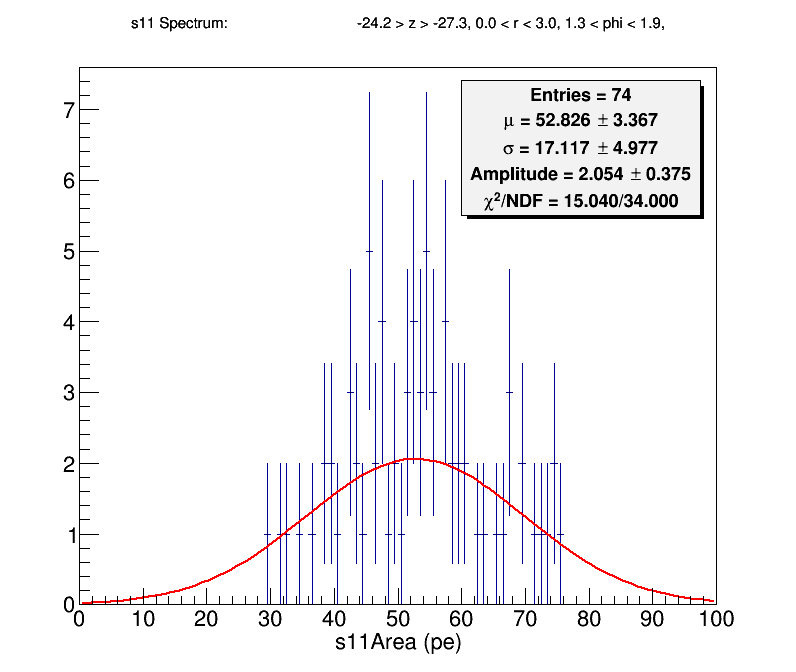 s11 Spectrum: -24.2 > z > -27.3, 0.0 < r < 3.0, 1.3 < phi < 1.9,
Entries = 74
μ = 52.826 ± 3.367
σ = 17.117 ± 4.977
Amplitude = 2.054 ± 0.375
χ²/NDF = 15.040/34.000
7
6
5
4
3
2
1
0
0 10 20 30 40 50 60 70 80 90 100
s11Area (pe)